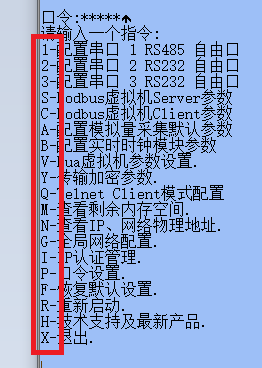 口令:*****↑
请输入一个指令:
1-配置串口 1 RS485 自由口
2-配置串口 2 RS232 自由口
3-配置串口 3 RS232 自由口
S-Modbus虚拟机Server参数
C-Modbus虚拟机Client参数
A-配置模拟量采集默认参数
B-配置实时时钟模块参数
V-Lua虚拟机参数设置.
Y-传输加密参数.
Q-Telnet Client模式配置
M-查看剩余内存空间.
N-查看IP、网络物理地址.
G-全局网络配置.
I-IP认证管理.
P-口令设置.
F-恢复默认设置.
R-重新启动.
H-技术支持及最新产品.
X-退出.